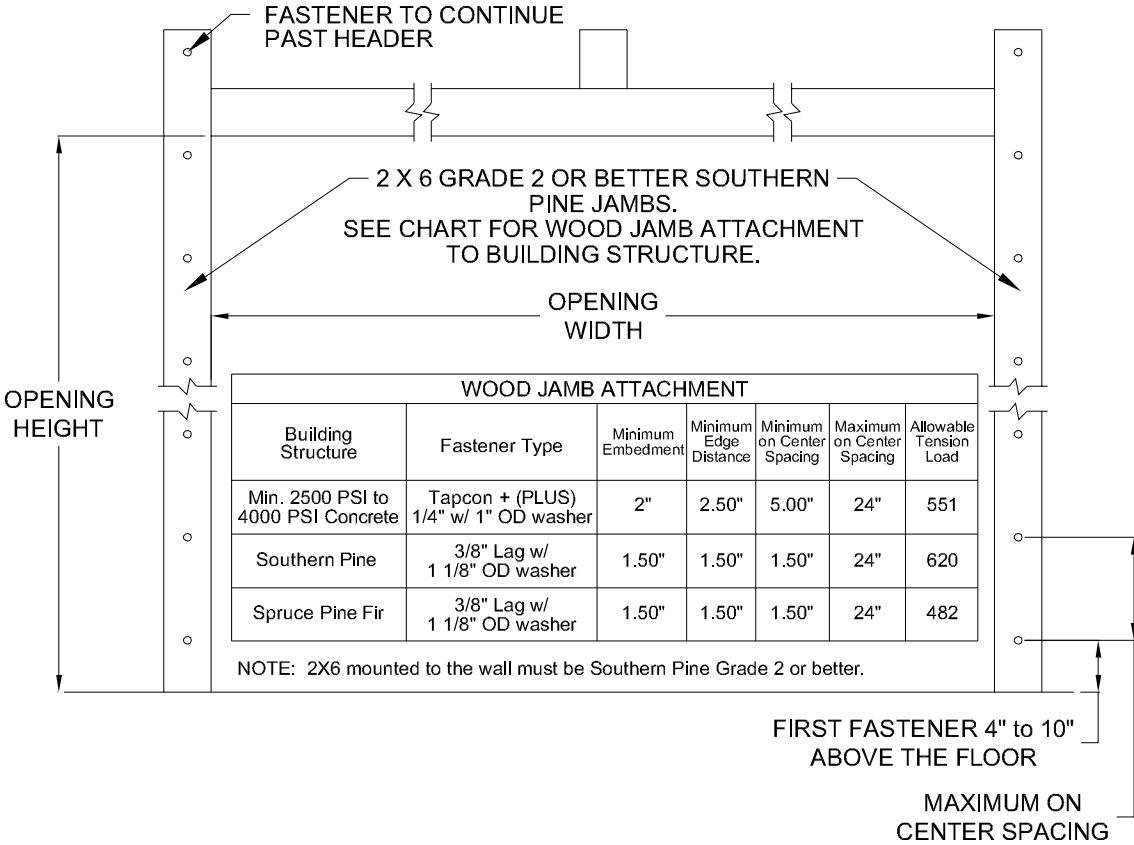 FASTENER TO CONTINUE
PAST HEADER
2 X 6 GRADE 2 OR BETTER SOUTHERN
PINE JAMBS.
SEE CHART FOR WOOD JAMB ATTACHMENT
TO BUILDING STRUCTURE.
OPENING
WIDTH
OPENING
HEIGHT
WOOD JAMB ATTACHMENT
Building
Structure
Fastener Type
Minimum
Embedment
Minimum
Edge
Distance
Minimum
on Center
Spacing
Maximum
on Center
Spacing
Allowable
Tension
Load
Min. 2500 PSI to
4000 PSI Concrete
Tapcon + (PLUS)
1/4" w/ 1" OD washer
2"
2.50"
5.00"
24"
551
Southern Pine
3/8" Lag w/
1 1/8" OD washer
1.50"
1.50"
1.50"
24"
620
Spruce Pine Fir
3/8" Lag w/
1 1/8" OD washer
1.50"
1.50"
1.50"
24"
482
NOTE: 2X6 mounted to the wall must be Southern Pine Grade 2 or better.
FIRST FASTENER 4" to 10"
ABOVE THE FLOOR
MAXIMUM ON
CENTER SPACING